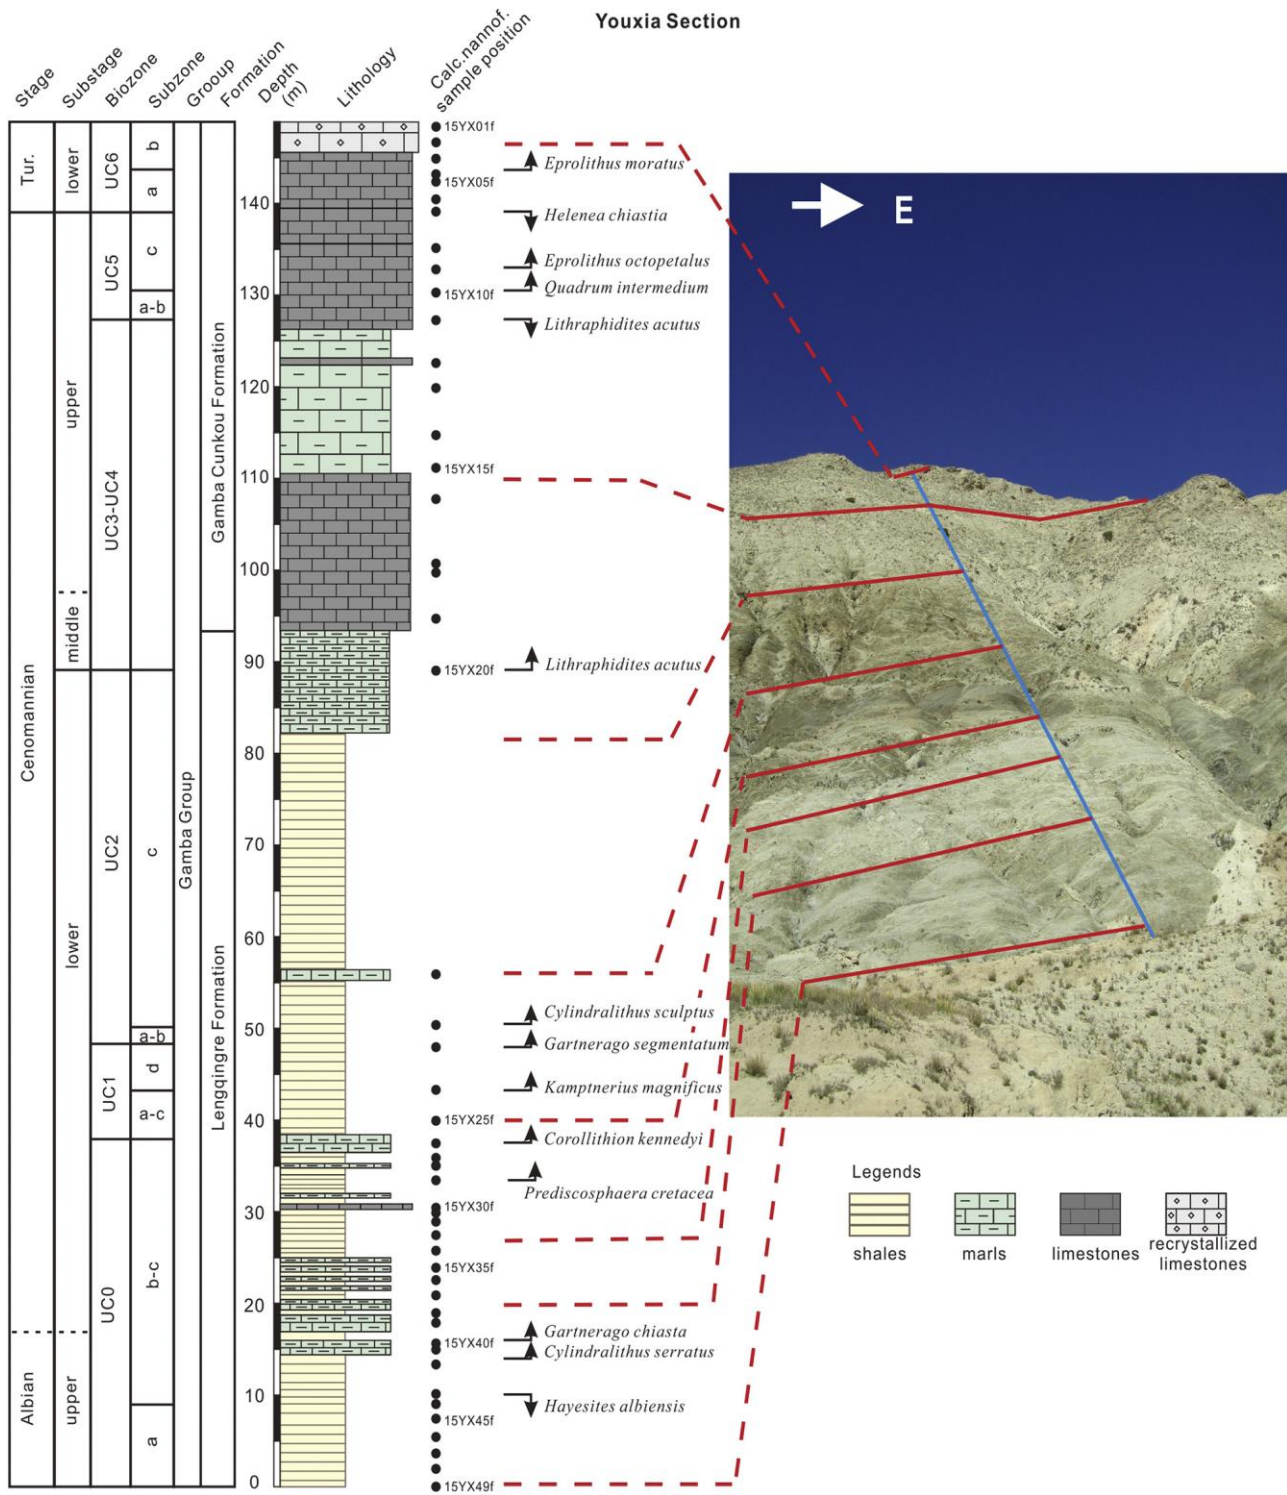 Youxia Section
Stage
Substage
Biozone
Subzone
Grooup
Formation
Depth
(m)
Lithology
Calc.nannof.
sample position
Tur.
Cenomannian
Albian
lower
upper
middle
lower
upper
UC6
UC5
UC3-UC4
UC2
UC1
UC0
b
a
c
a-b
c
a-b
d
a-c
b-c
a
Gamba Group
Gamba Cunkou Formation
Lengqingre Formation
140
130
120
110
100
90
80
70
60
50
40
30
20
10
0
15YX01f
15YX05f
15YX10f
15YX15f
15YX20f
15YX25f
15YX30f
15YX35f
15YX40f
15YX45f
15YX49f
Eprolithus moratus
Helenea chiastia
Eprolithus octopetalus
Quadrum intermedium
Lithraphidites acutus
Lithraphidites acutus
Cylindralithus sculptus
Gartnerago segmentatum
Kamptnerius magnificus
Corollithion kennedyi
Prediscosphaera cretacea
Gartnerago chiasta
Cylindralithus serratus
Hayesites albiensis
E
Legends
shales
marls
limestones
recrystallized
limestones